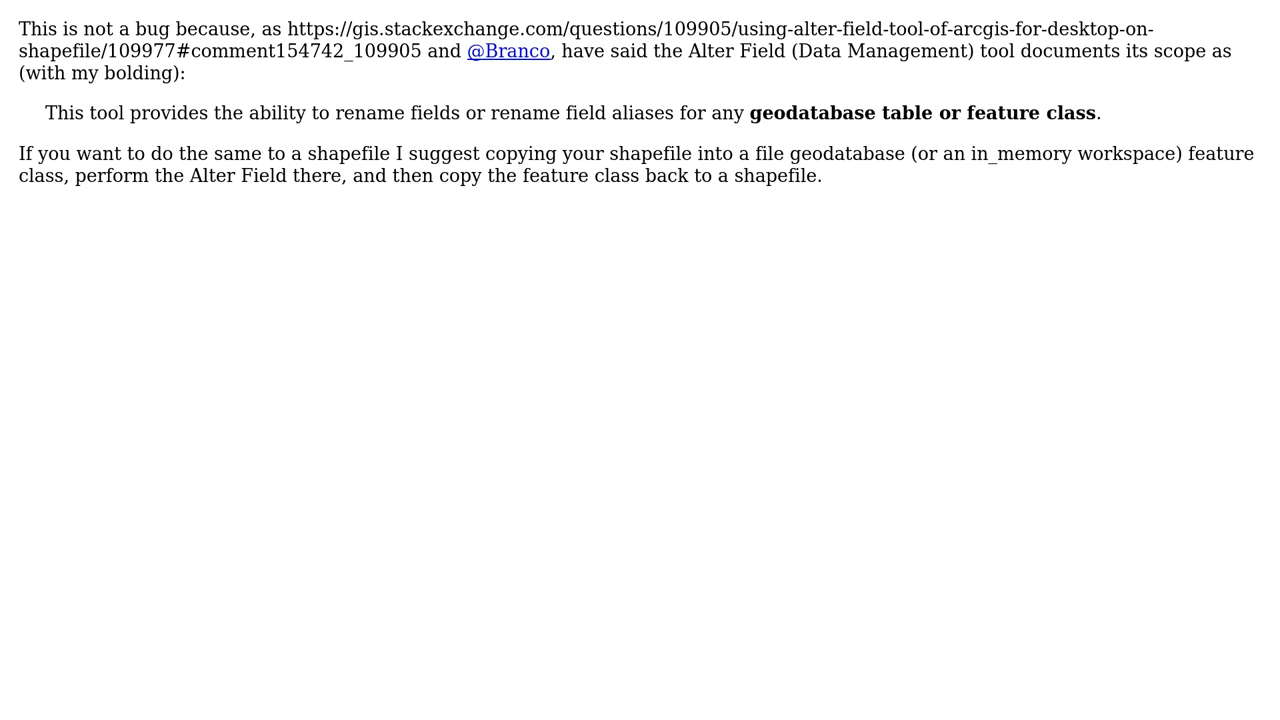 This is not a bug because, as https://gis.stackexchange.com/questions/109905/using-alter-field-tool-of-arcgis-for-desktop-on-
shapefile/109977#comment154742_109905 and @Branco, have said the Alter Field (Data Management) tool documents its scope as
(with my bolding):
This tool provides the ability to rename fields or rename field aliases for any geodatabase table or feature class.
If you want to do the same to a shapefile I suggest copying your shapefile into a file geodatabase (or an in_memory workspace) feature
class, perform the Alter Field there, and then copy the feature class back to a shapefile.